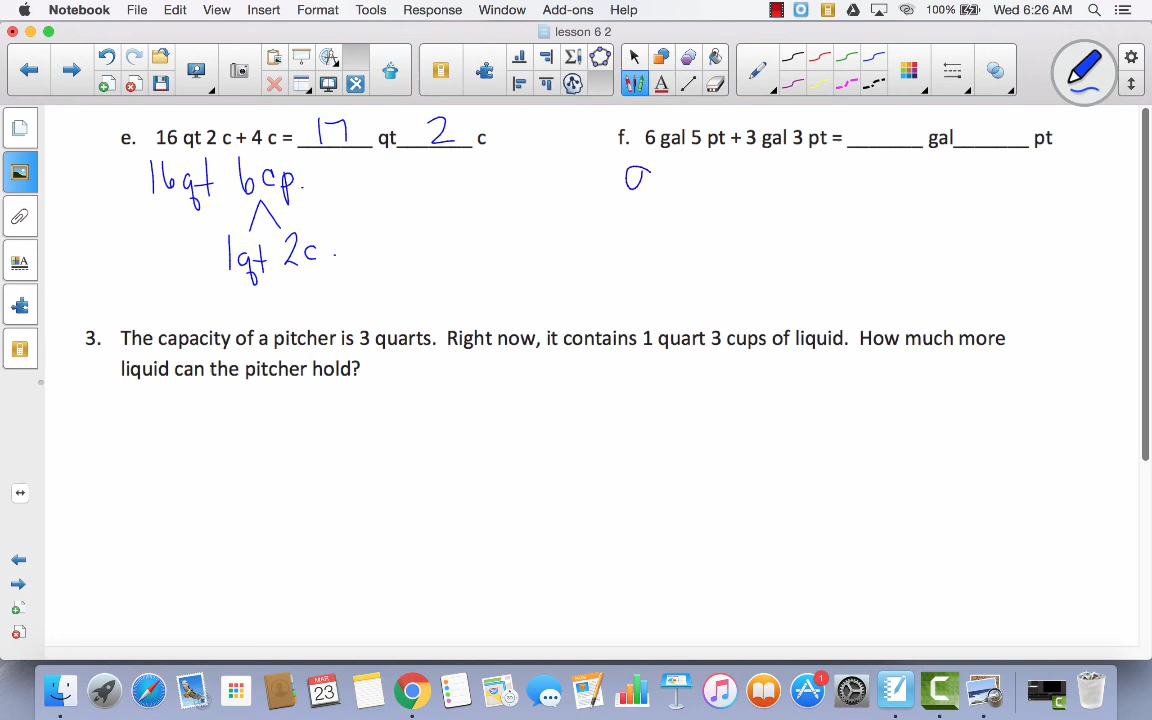 Notebook File Edit View Insert Format Tools Response Window Add-ons Help 100% Wed 6:26 AM
lesson 6 2
e. 16 qt 2 c + 4 c = 17 qt 2 c
16qt 6cp.
1qt 2c.
f. 6 gal 5 pt + 3 gal 3 pt = _______ gal_______ pt
3. The capacity of a pitcher is 3 quarts. Right now, it contains 1 quart 3 cups of liquid. How much more
liquid can the pitcher hold?
MAR
23
1